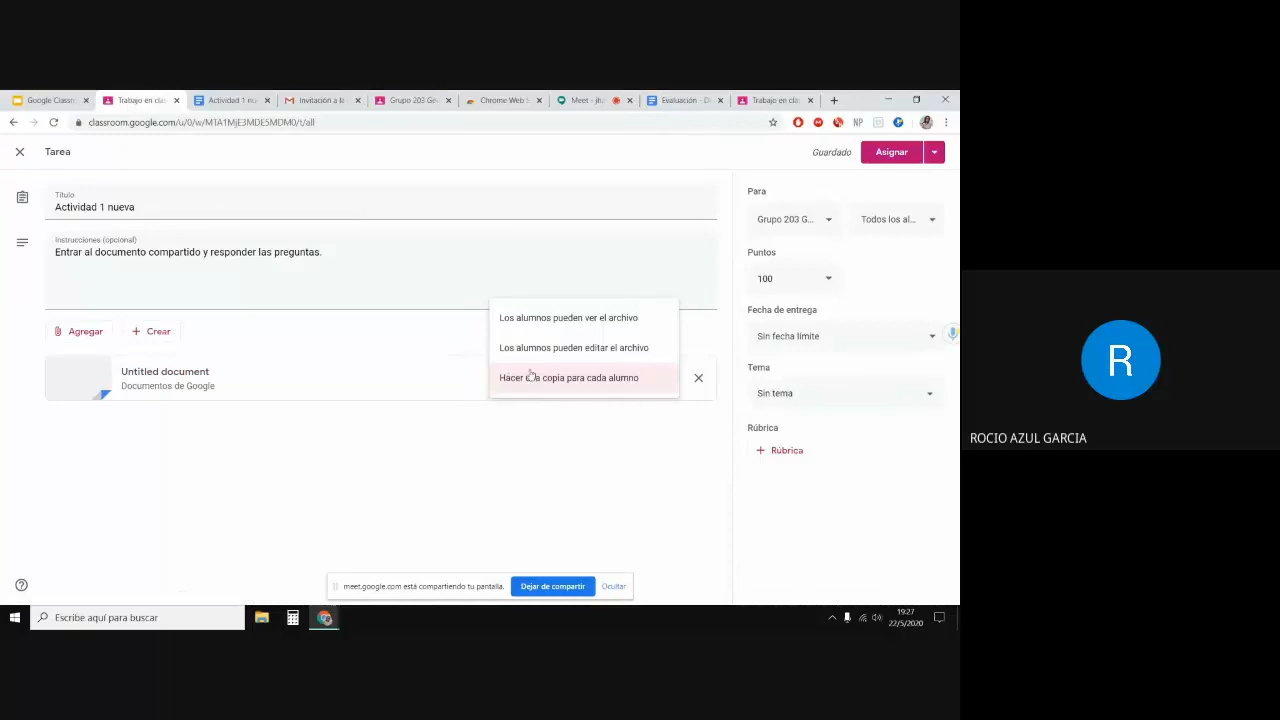 Google Classr
Trabajo en clas
Actividad 1 nu
Invitación a la
Grupo 203 Ge
Chrome Web S
Meet - jhu
Evaluación - D
Trabajo en clas
classroom.google.com/u/0/w/MTA1MjE3MDE5MDM0/t/all
NP
Tarea
Guardado
Asignar
Título
Actividad 1 nueva
Instrucciones (opcional)
Entrar al documento compartido y responder las preguntas.
Agregar
Crear
Untitled document
Documentos de Google
Los alumnos pueden ver el archivo
Los alumnos pueden editar el archivo
Hacer una copia para cada alumno
Para
Grupo 203 G...
Todos los al...
Puntos
100
Fecha de entrega
Sin fecha límite
Tema
Sin tema
Rúbrica
Rúbrica
R
ROCIO AZUL GARCIA
meet.google.com está compartiendo tu pantalla.
Dejar de compartir
Ocultar
Escribe aquí para buscar
19:27
22/5/2020